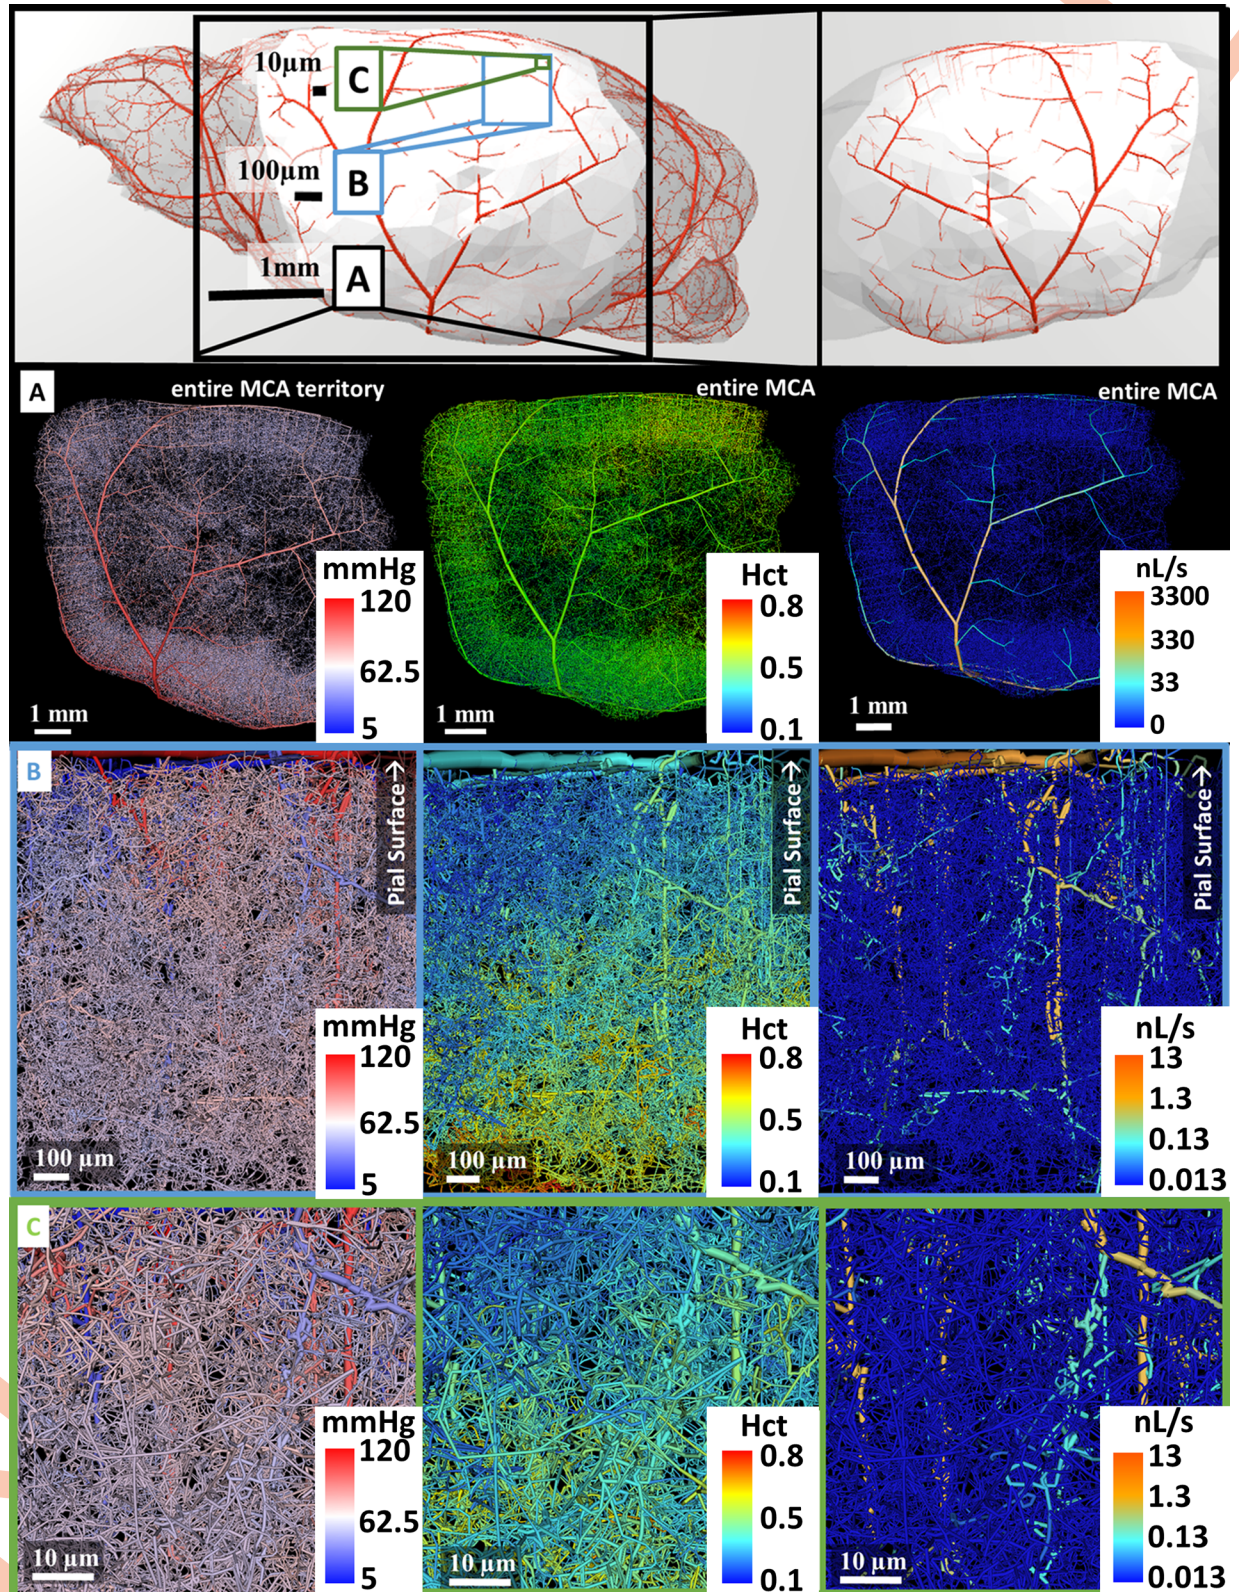 10µm
C
100µm
B
1mm
A
A
entire MCA territory
entire MCA
entire MCA
mmHg
120
62.5
5
Hct
0.8
0.5
0.1
nL/s
3300
330
33
0
1 mm
1 mm
1 mm
B
Pial Surface→
Pial Surface→
Pial Surface→
mmHg
120
62.5
5
Hct
0.8
0.5
0.1
nL/s
13
1.3
0.13
0.013
100 µm
100 µm
100 µm
C
mmHg
120
62.5
5
Hct
0.8
0.5
0.1
nL/s
13
1.3
0.13
0.013
10 µm
10 µm
10 µm